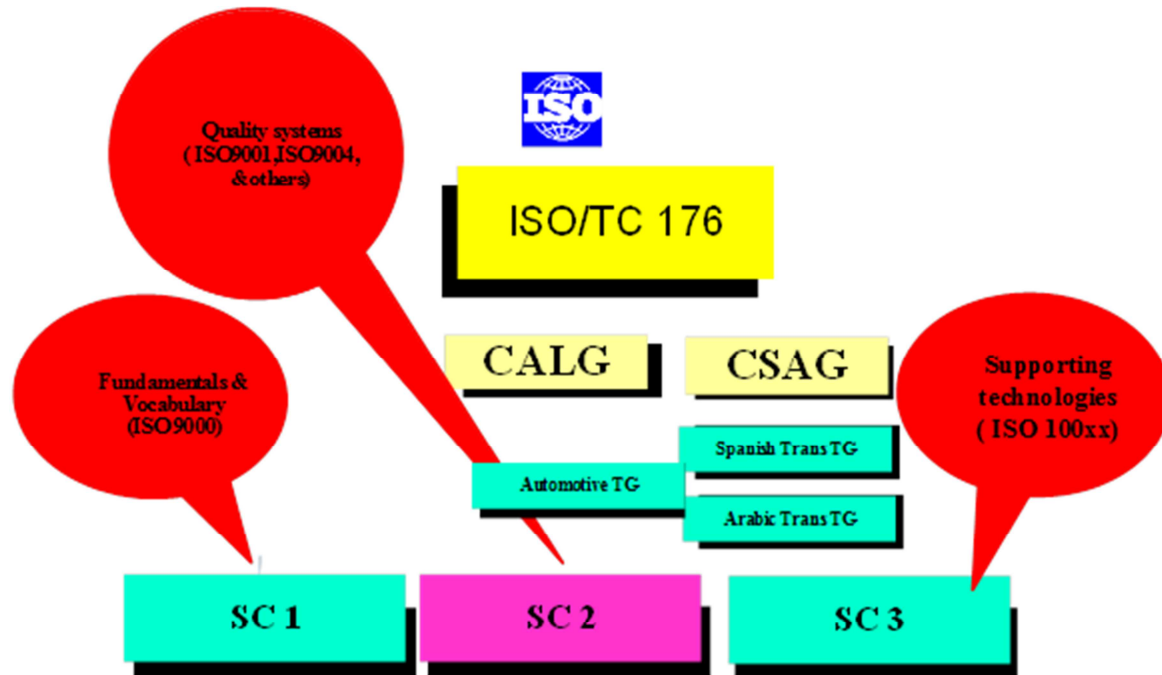 ISO
Quality systems
( ISO9001,ISO9004,
&others)
ISO/TC 176
CALG
CSAG
Fundamentals &
Vocabulary
(ISO9000)
Supporting
technologies
( ISO 100xx)
Spanish Trans TG
Automotive TG
Arabic Trans TG
SC 1
SC 2
SC 3